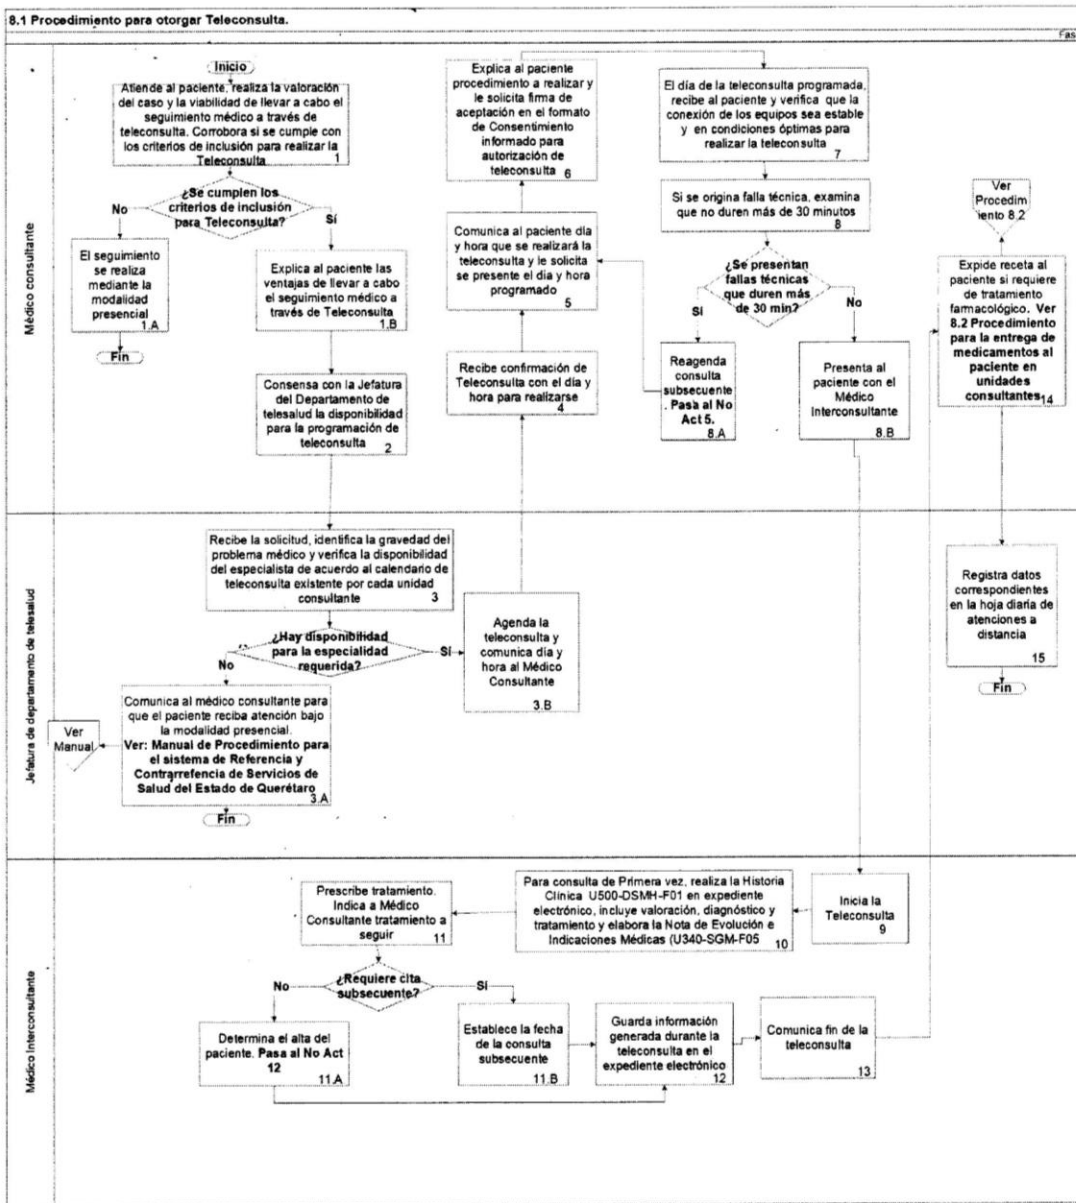 8.1 Procedimiento para otorgar Teleconsulta.
Fas
Médico consultante
Inicio
Atiende al paciente, realiza la valoración
del caso y la viabilidad de llevar a cabo el
seguimiento médico a través de
teleconsulta. Corrobora si se cumple con
los criterios de inclusión para realizar la
Teleconsulta
1
¿Se cumplen los
criterios de inclusión
para Teleconsulta?
No
Sí
El seguimiento
se realiza
mediante la
modalidad
presencial
1.A
Fin
Explica al paciente las
ventajas de llevar a cabo
el seguimiento médico a
través de Teleconsulta
1.B
Consensa con la Jefatura
del Departamento de
telesalud la disponibilidad
para la programación de
teleconsulta
2
Explica al paciente
procedimiento a realizar y
le solicita firma de
aceptación en el formato
de Consentimiento
informado para
autorización de
teleconsulta
6
Comunica al paciente día
y hora que se realizará la
teleconsulta y le solicita
se presente el día y hora
programado
5
Recibe confirmación de
Teleconsulta con el día y
hora para realizarse
4
El día de la teleconsulta programada,
recibe al paciente y verifica que la
conexión de los equipos sea estable
y en condiciones óptimas para
realizar la teleconsulta
7
Si se origina falla técnica, examina
que no duren más de 30 minutos
8
¿Se presentan
fallas técnicas
que duren más
de 30 min?
Si
No
Reagenda
consulta
subsecuente
. Pasa al No
Act 5.
8.A
Presenta al
paciente con el
Médico
Interconsultante
8.B
Ver
Procedim
iento 8.2
Expide receta al
paciente si requiere
de tratamiento
farmacológico. Ver
8.2 Procedimiento
para la entrega de
medicamentos al
paciente en
unidades
consultantes
14
Jefatura de departamento de telesalud
Recibe la solicitud, identifica la gravedad del
problema médico y verifica la disponibilidad
del especialista de acuerdo al calendario de
teleconsulta existente por cada unidad
consultante
3
¿Hay disponibilidad
para la especialidad
requerida?
No
Sí
Agenda la
teleconsulta y
comunica día y
hora al Médico
Consultante
3.B
Comunica al médico consultante para
que el paciente reciba atención bajo
la modalidad presencial.
Ver: Manual de Procedimiento para
el sistema de Referencia y
Contrarrefencia de Servicios de
Salud del Estado de Querétaro
3.A
Ver
Manual
Fin
Registra datos
correspondientes
en la hoja diaria de
atenciones a
distancia
15
Fin
Médico Interconsultante
Inicia la
Teleconsulta
9
Para consulta de Primera vez, realiza la Historia
Clínica U500-DSMH-F01 en expediente
electrónico, incluye valoración, diagnóstico y
tratamiento y elabora la Nota de Evolución e
Indicaciones Médicas (U340-SGM-F05
10
Prescribe tratamiento.
Indica a Médico
Consultante tratamiento a
seguir
11
¿Requiere cita
subsecuente?
No
Sí
Determina el alta del
paciente. Pasa al No Act
12
11.A
Establece la fecha
de la consulta
subsecuente
11.B
Guarda información
generada durante la
teleconsulta en el
expediente electrónico
12
Comunica fin de la
teleconsulta
13